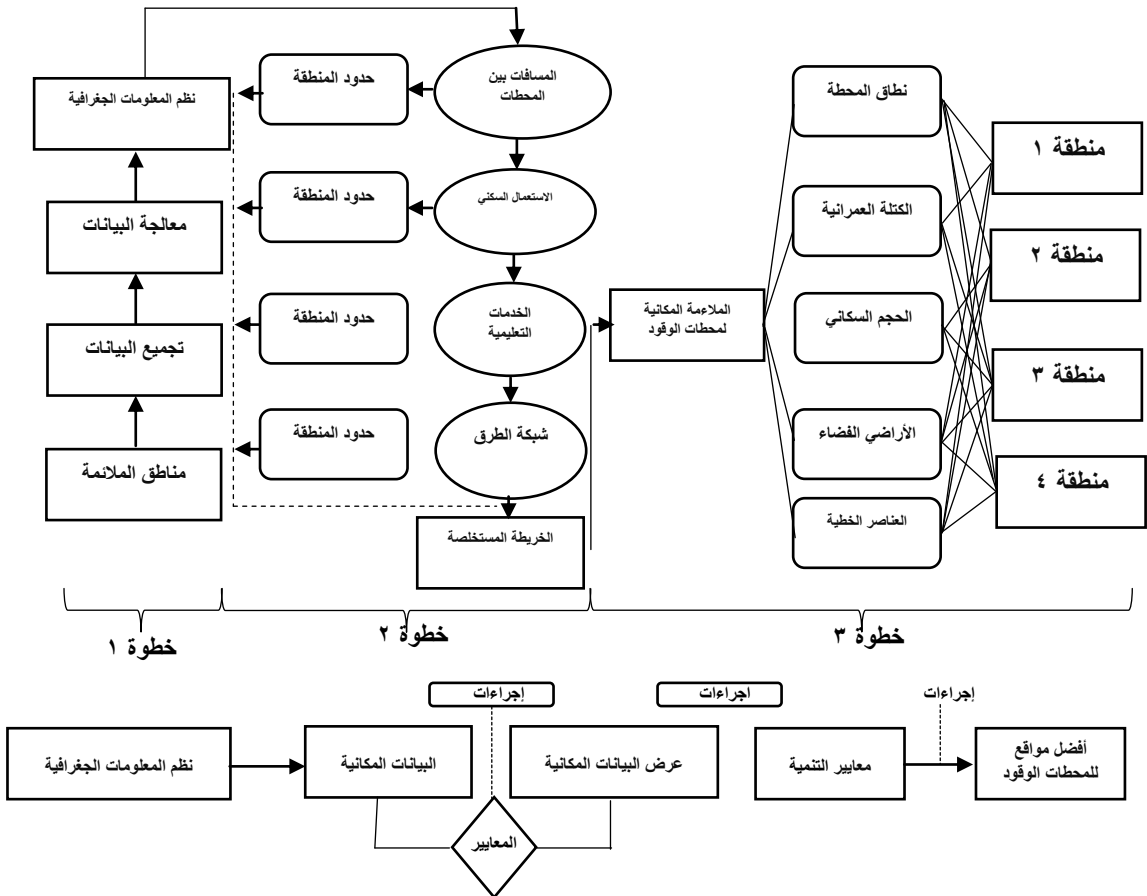 نظم المعلومات الجغرافية
معالجة البيانات
تجميع البيانات
مناطق الملائمة
حدود المنطقة
حدود المنطقة
حدود المنطقة
حدود المنطقة
المسافات بين
المحطات
الاستعمال السكني
الخدمات
التعليمية
شبكة الطرق
الخريطة المستخلصة
الملاءمة المكانية
لمحطات الوقود
نطاق المحطة
الكتلة العمرانية
الحجم السكاني
الأراضي الفضاء
العناصر الخطية
منطقة ١
منطقة ٢
منطقة ٣
منطقة ٤
خطوة ١
خطوة ٢
خطوة ٣
إجراءات
اجراءات
إجراءات
نظم المعلومات الجغرافية
البيانات المكانية
عرض البيانات المكانية
معايير التنمية
أفضل مواقع
للمحطات الوقود
المعايير